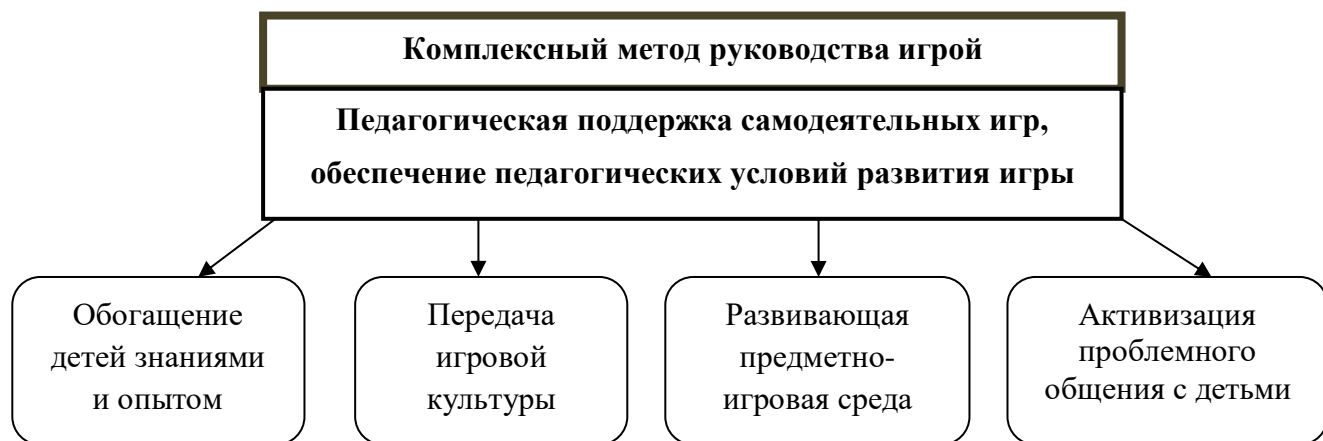 Комплексный метод руководства игрой
Педагогическая поддержка самодеятельных игр,
обеспечение педагогических условий развития игры
Обогащение
детей знаниями
и опытом
Передача
игровой
культуры
Развивающая
предметно-
игровая среда
Активизация
проблемного
общения с детьми